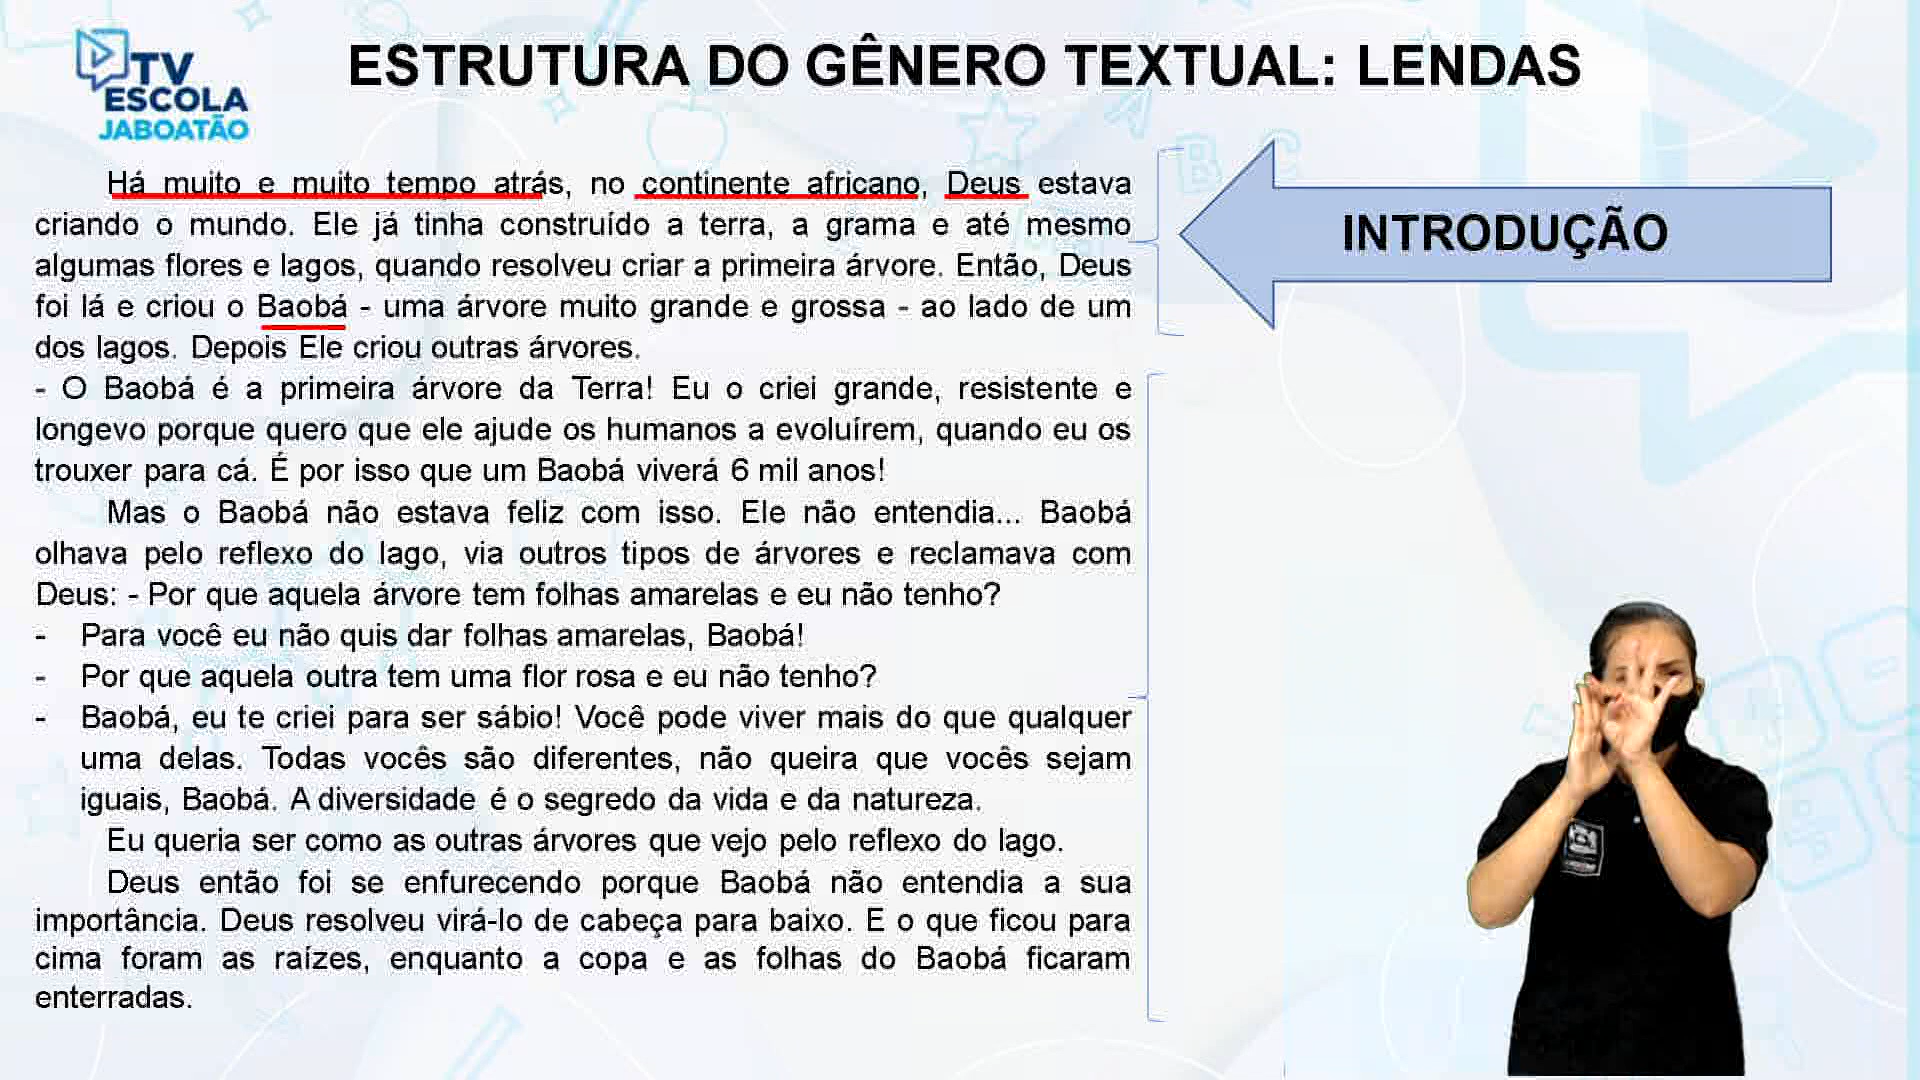 TV
ESCOLA
JABOATÃO
ESTRUTURA DO GÊNERO TEXTUAL: LENDAS
Há muito e muito tempo atrás, no continente africano, Deus estava
criando o mundo. Ele já tinha construído a terra, a grama e até mesmo
algumas flores e lagos, quando resolveu criar a primeira árvore. Então, Deus
foi lá e criou o Baobá - uma árvore muito grande e grossa - ao lado de um
dos lagos. Depois Ele criou outras árvores.
- O Baobá é a primeira árvore da Terra! Eu o criei grande, resistente e
longevo porque quero que ele ajude os humanos a evoluírem, quando eu os
trouxer para cá. É por isso que um Baobá viverá 6 mil anos!
Mas o Baobá não estava feliz com isso. Ele não entendia... Baobá
olhava pelo reflexo do lago, via outros tipos de árvores e reclamava com
Deus: - Por que aquela árvore tem folhas amarelas e eu não tenho?
- Para você eu não quis dar folhas amarelas, Baobá!
- Por que aquela outra tem uma flor rosa e eu não tenho?
- Baobá, eu te criei para ser sábio! Você pode viver mais do que qualquer
uma delas. Todas vocês são diferentes, não queira que vocês sejam
iguais, Baobá. A diversidade é o segredo da vida e da natureza.
Eu queria ser como as outras árvores que vejo pelo reflexo do lago.
Deus então foi se enfurecendo porque Baobá não entendia a sua
importância. Deus resolveu virá-lo de cabeça para baixo. E o que ficou para
cima foram as raízes, enquanto a copa e as folhas do Baobá ficaram
enterradas.
INTRODUÇÃO
A B C